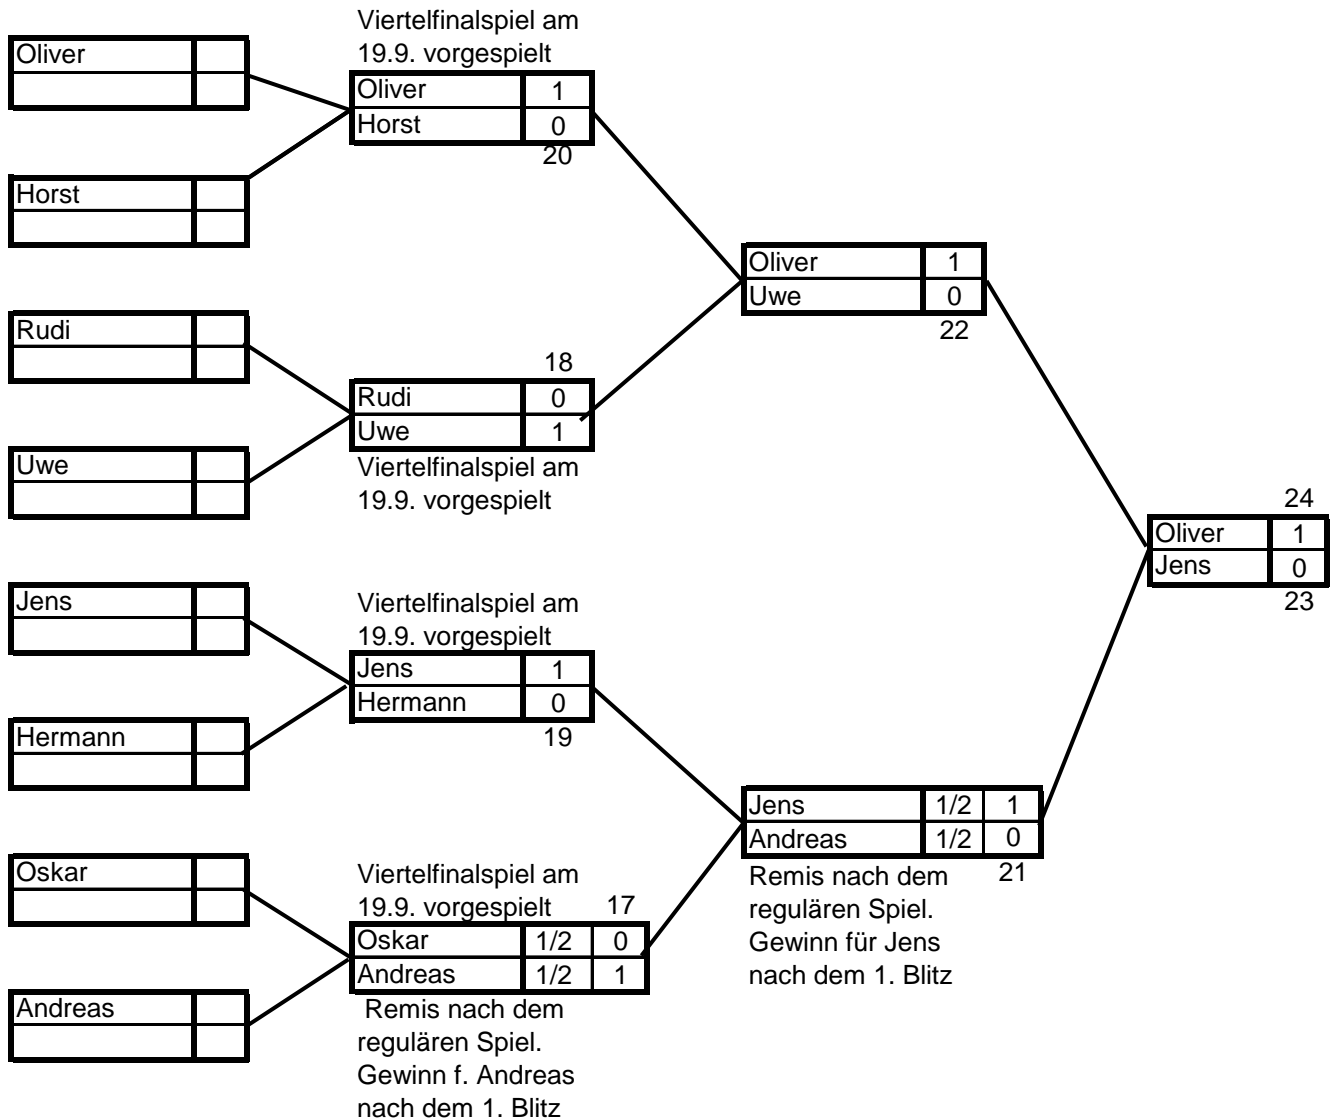 Oliver
Horst
Rudi
Uwe
Jens
Hermann
Oskar
Andreas
Viertelfinalspiel am
19.9. vorgespielt
Oliver 1
Horst 0
20
18
Rudi 0
Uwe 1
Viertelfinalspiel am
19.9. vorgespielt
Viertelfinalspiel am
19.9. vorgespielt
Jens 1
Hermann 0
19
Viertelfinalspiel am
19.9. vorgespielt 17
Oskar 1/2 0
Andreas 1/2 1
Remis nach dem
regulären Spiel.
Gewinn f. Andreas
nach dem 1. Blitz
Oliver 1
Uwe 0
22
Jens 1/2 1
Andreas 1/2 0
21
Remis nach dem
regulären Spiel.
Gewinn für Jens
nach dem 1. Blitz
24
Oliver 1
Jens 0
23